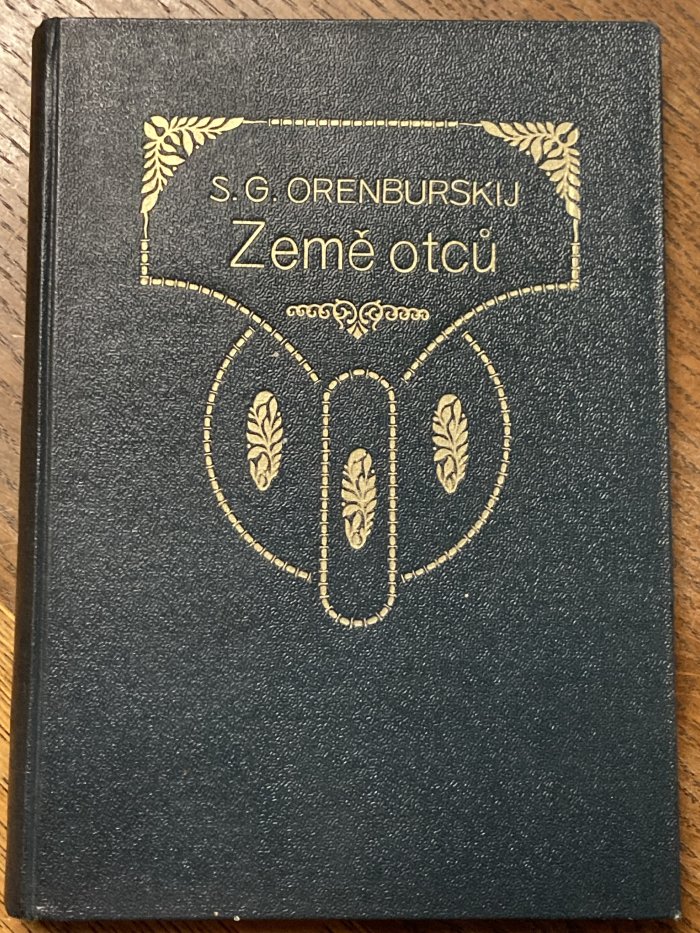 S. G. ORENBURSKIJ
Země otců